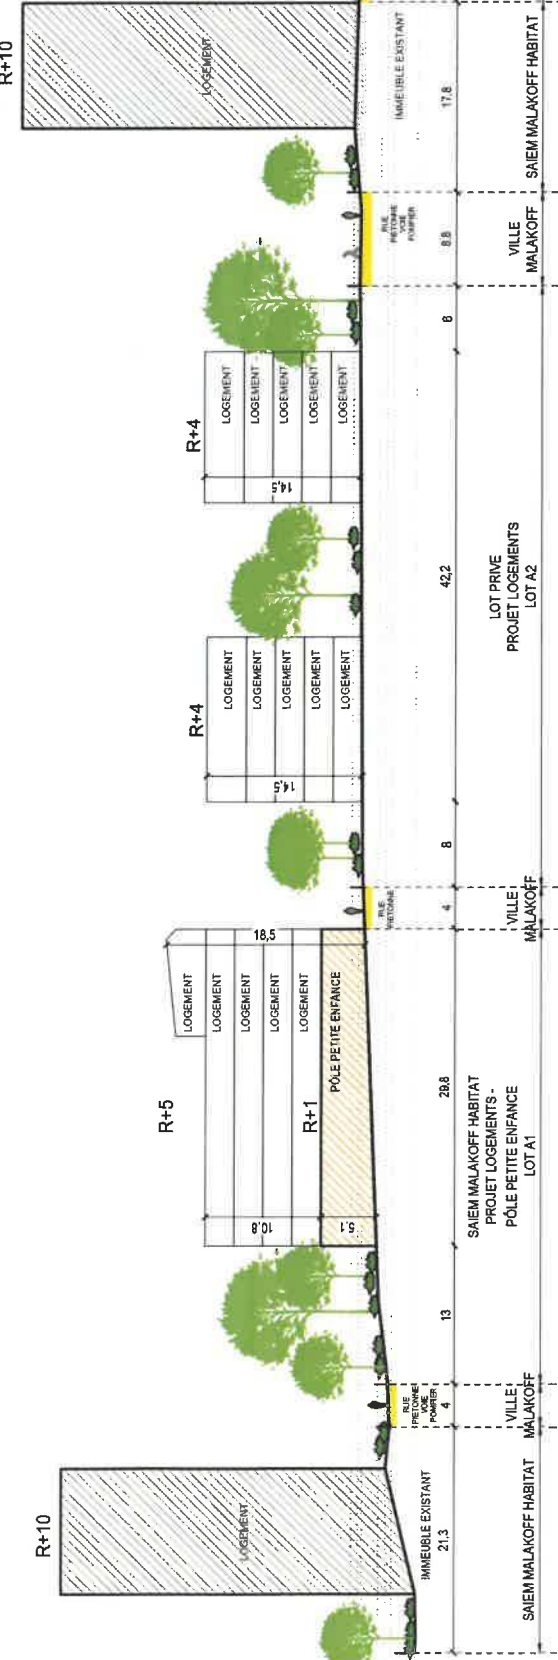 R+10
LOGEMENT
IMMEUBLE EXISTANT
21,3
SAIEM MALAKOFF HABITAT
RUE
PIETONNE
VOIE
POMPIER
4
VILLE
MALAKOFF
13
R+5
LOGEMENT
LOGEMENT
LOGEMENT
LOGEMENT
LOGEMENT
R+1
PÔLE PETITE ENFANCE
18,5
10,8
5,1
29,8
SAIEM MALAKOFF HABITAT
PROJET LOGEMENTS -
PÔLE PETITE ENFANCE
LOT A1
RUE
PIETONNE
4
VILLE
MALAKOFF
8
R+4
LOGEMENT
LOGEMENT
LOGEMENT
LOGEMENT
LOGEMENT
14,5
42,2
LOT PRIVE
PROJET LOGEMENTS
LOT A2
R+4
LOGEMENT
LOGEMENT
LOGEMENT
LOGEMENT
LOGEMENT
14,5
6
RUE
PIETONNE
VOIE
POMPIER
8.8
VILLE
MALAKOFF
R+10
LOGEMENT
IMMEUBLE EXISTANT
17,8
SAIEM MALAKOFF HABITAT